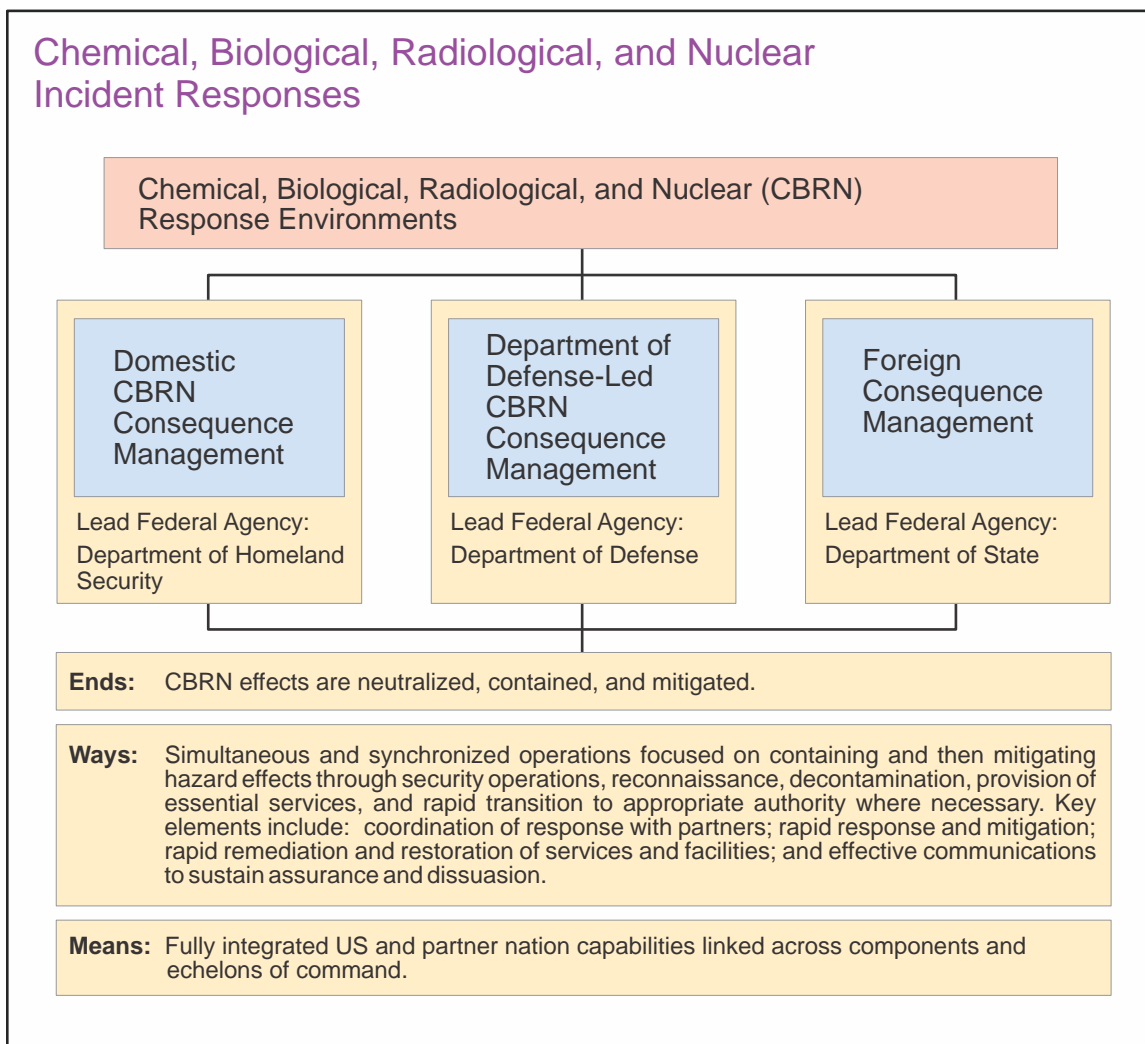 Chemical, Biological, Radiological, and Nuclear
Incident Responses
Chemical, Biological, Radiological, and Nuclear (CBRN)
Response Environments
Domestic
CBRN
Consequence
Management
Lead Federal Agency:
Department of Homeland
Security
Department of
Defense-Led
CBRN
Consequence
Management
Lead Federal Agency:
Department of Defense
Foreign
Consequence
Management
Lead Federal Agency:
Department of State
Ends: CBRN effects are neutralized, contained, and mitigated.
Ways: Simultaneous and synchronized operations focused on containing and then mitigating
hazard effects through security operations, reconnaissance, decontamination, provision of
essential services, and rapid transition to appropriate authority where necessary. Key
elements include: coordination of response with partners; rapid response and mitigation;
rapid remediation and restoration of services and facilities; and effective communications
to sustain assurance and dissuasion.
Means: Fully integrated US and partner nation capabilities linked across components and
echelons of command.